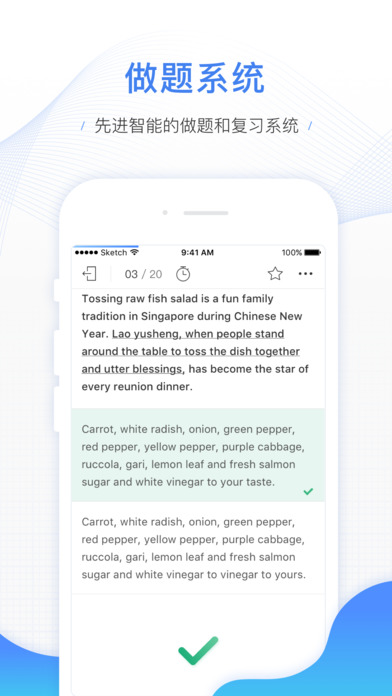 做题系统
/ 先进智能的做题和复习系统 /
Sketch 9:41 AM 100%
03 / 20
Tossing raw fish salad is a fun family
tradition in Singapore during Chinese New
Year. Lao yusheng, when people stand
around the table to toss the dish together
and utter blessings, has become the star of
every reunion dinner.
Carrot, white radish, onion, green pepper,
red pepper, yellow pepper, purple cabbage,
ruccola, gari, lemon leaf and fresh salmon
sugar and white vinegar to your taste.
Carrot, white radish, onion, green pepper,
red pepper, yellow pepper, purple cabbage,
ruccola, gari, lemon leaf and fresh salmon
sugar and white vinegar to vinegar to yours.